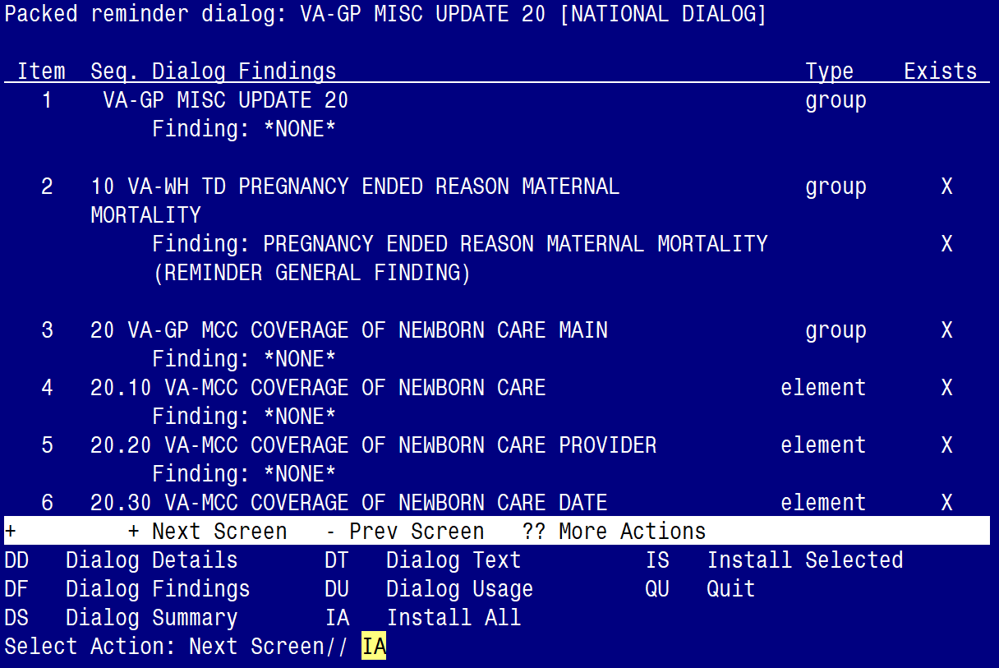 Packed reminder dialog: VA-GP MISC UPDATE 20 [NATIONAL DIALOG]
Item Seq. Dialog Findings Type Exists
1 VA-GP MISC UPDATE 20 group
Finding: *NONE*
2 10 VA-WH TD PREGNANCY ENDED REASON MATERNAL group X
MORTALITY
Finding: PREGNANCY ENDED REASON MATERNAL MORTALITY X
(REMINDER GENERAL FINDING)
3 20 VA-GP MCC COVERAGE OF NEWBORN CARE MAIN group X
Finding: *NONE*
4 20.10 VA-MCC COVERAGE OF NEWBORN CARE element X
Finding: *NONE*
5 20.20 VA-MCC COVERAGE OF NEWBORN CARE PROVIDER element X
Finding: *NONE*
6 20.30 VA-MCC COVERAGE OF NEWBORN CARE DATE element X
+ + Next Screen - Prev Screen ?? More Actions
DD Dialog Details DT Dialog Text IS Install Selected
DF Dialog Findings DU Dialog Usage QU Quit
DS Dialog Summary IA Install All
Select Action: Next Screen// IA